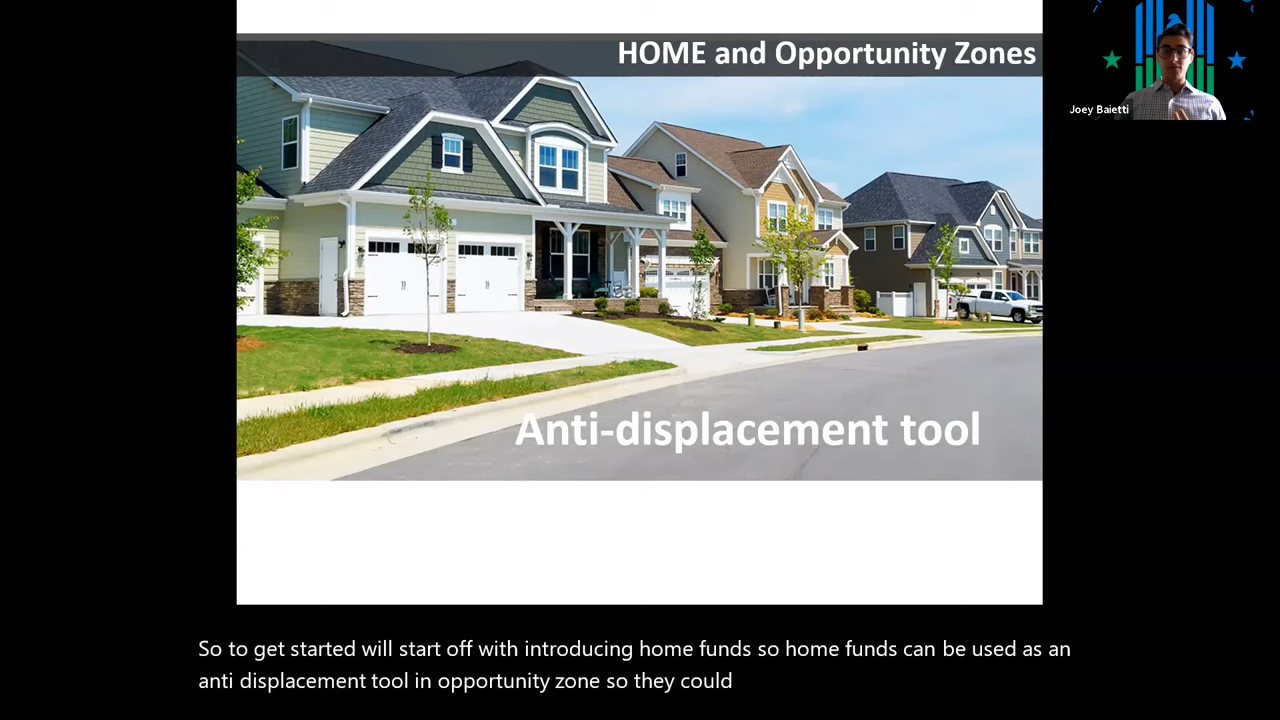 HOME and Opportunity Zones
Joey Baietti
Anti-displacement tool
So to get started will start off with introducing home funds so home funds can be used as an
anti displacement tool in opportunity zone so they could